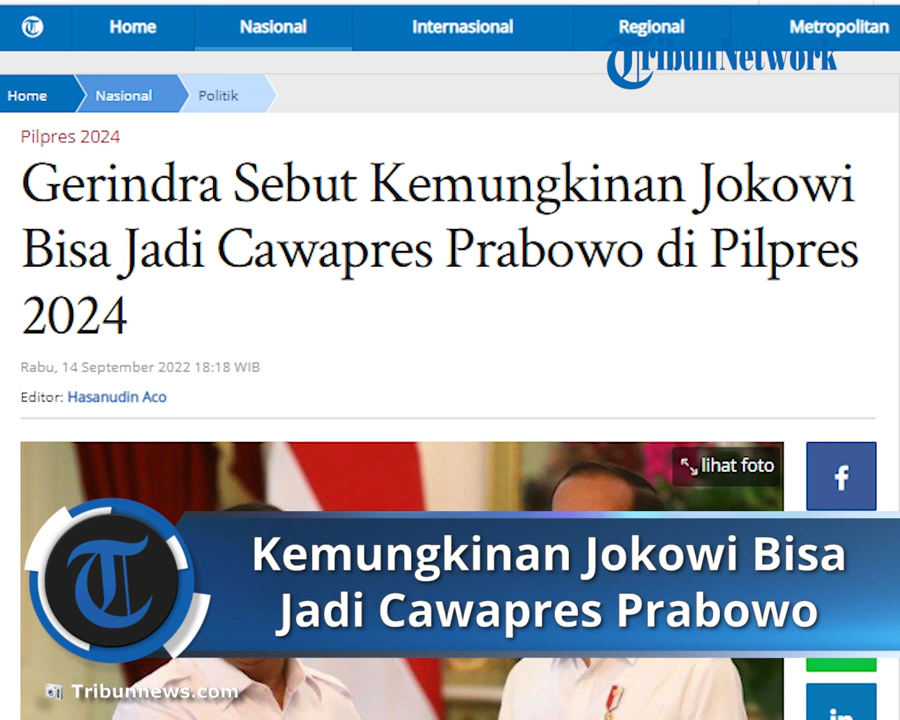 Home Nasional Internasional Regional Metropolitan
TribunNetwork
Home Nasional Politik
Pilpres 2024
Gerindra Sebut Kemungkinan Jokowi
Bisa Jadi Cawapres Prabowo di Pilpres
2024
Rabu, 14 September 2022 18:18 WIB
Editor: Hasanudin Aco
lihat foto
f
Kemungkinan Jokowi Bisa
Jadi Cawapres Prabowo
T
Tribunnews.com
in